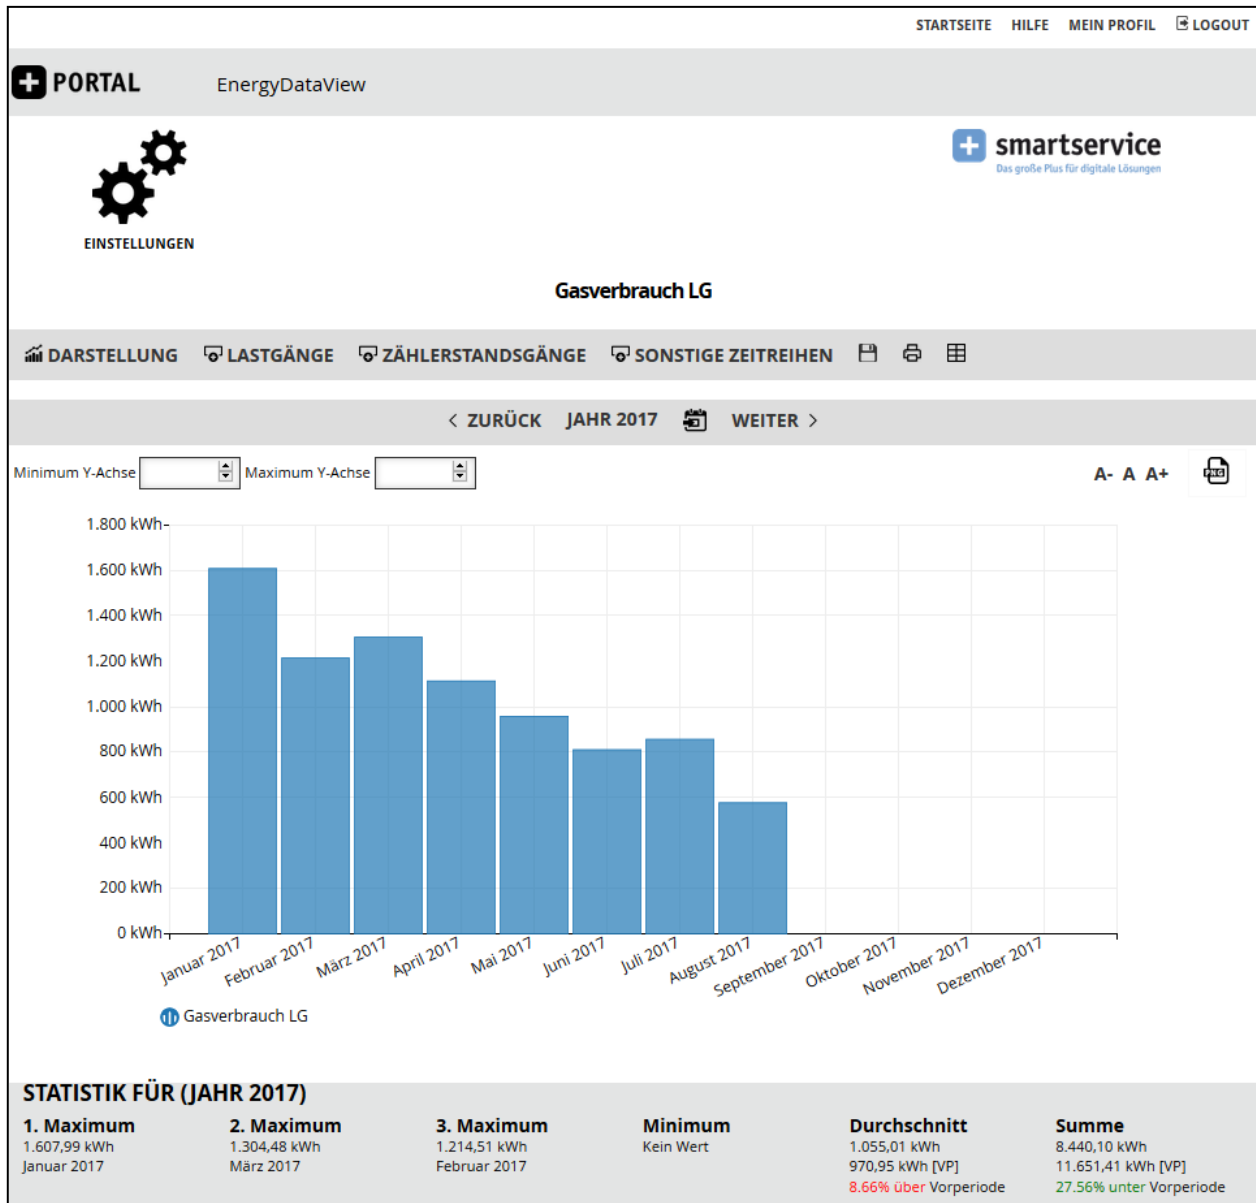 STARTSEITE HILFE MEIN PROFIL LOGOUT
PORTAL EnergyDataView
smartservice
Das große Plus für digitale Lösungen
EINSTELLUNGEN
Gasverbrauch LG
DARSTELLUNG LASTGÄNGE ZÄHLERSTANDSGÄNGE SONSTIGE ZEITREIHEN
< ZURÜCK JAHR 2017 WEITER >
Minimum Y-Achse Maximum Y-Achse A- A A+ PNG
1.800 kWh
1.600 kWh
1.400 kWh
1.200 kWh
1.000 kWh
800 kWh
600 kWh
400 kWh
200 kWh
0 kWh
Januar 2017 Februar 2017 März 2017 April 2017 Mai 2017 Juni 2017 Juli 2017 August 2017 September 2017 Oktober 2017 November 2017 Dezember 2017
Gasverbrauch LG
STATISTIK FÜR (JAHR 2017)
1. Maximum 2. Maximum 3. Maximum Minimum Durchschnitt Summe
1.607,99 kWh 1.304,48 kWh 1.214,51 kWh Kein Wert 1.055,01 kWh 8.440,10 kWh
Januar 2017 März 2017 Februar 2017 970,95 kWh [VP] 11.651,41 kWh [VP]
8.66% über Vorperiode 27.56% unter Vorperiode